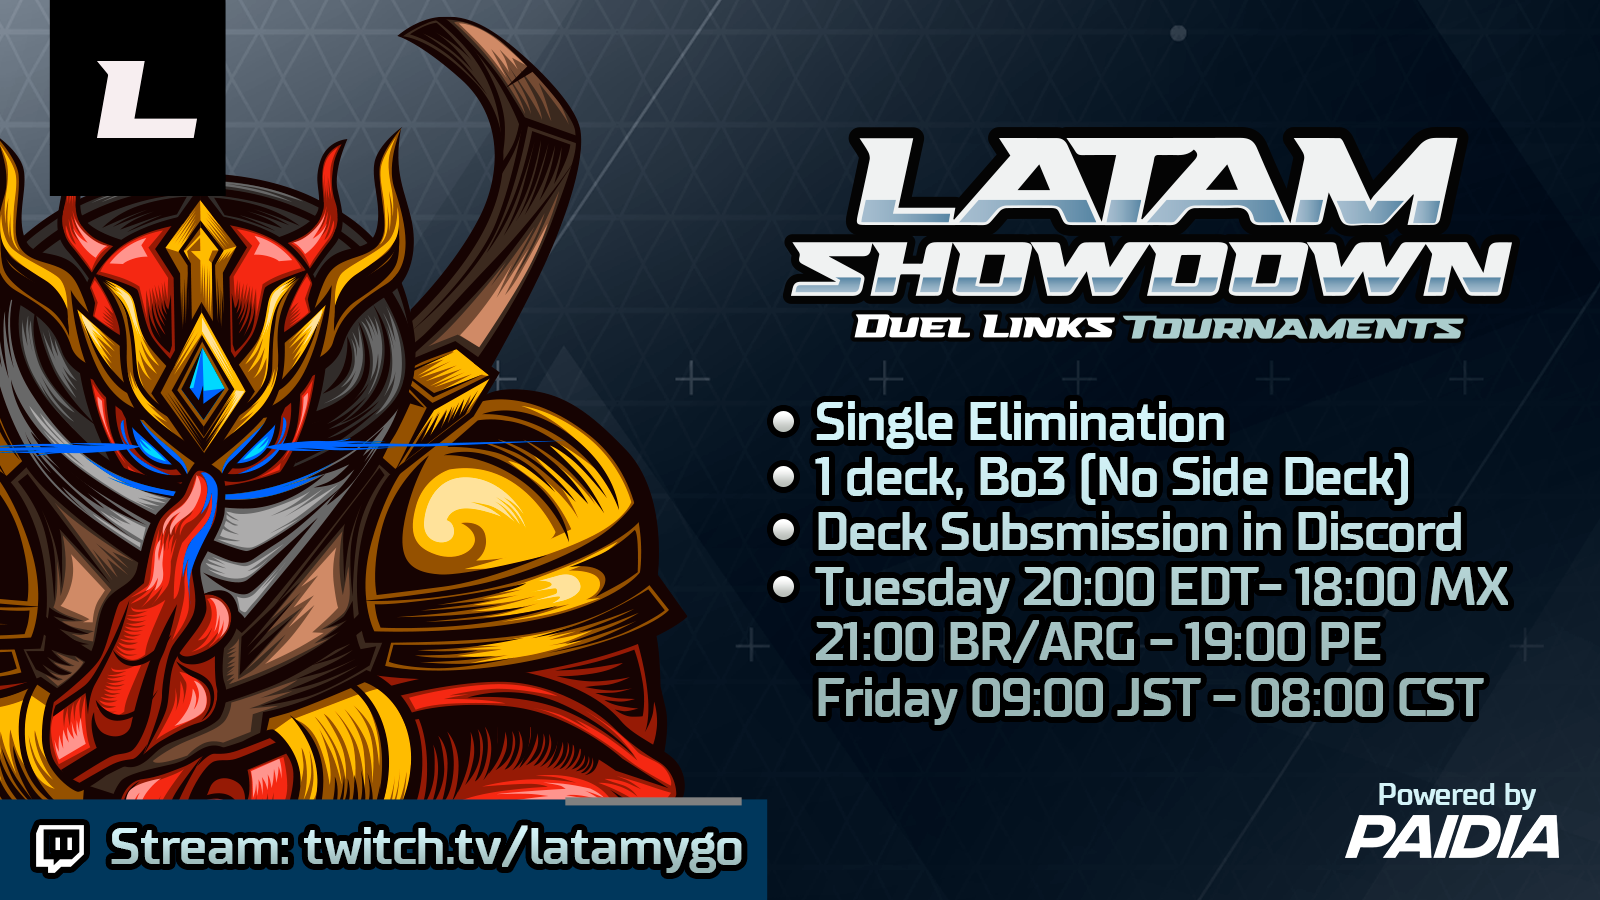 L
LATAM
SHOWDOWN
DUEL LINKS TOURNAMENTS
• Single Elimination
• 1 deck, Bo3 (No Side Deck)
• Deck Subsmission in Discord
• Tuesday 20:00 EDT- 18:00 MX
21:00 BR/ARG - 19:00 PE
Friday 09:00 JST - 08:00 CST
Powered by
PAIDIA
Stream: twitch.tv/latamygo